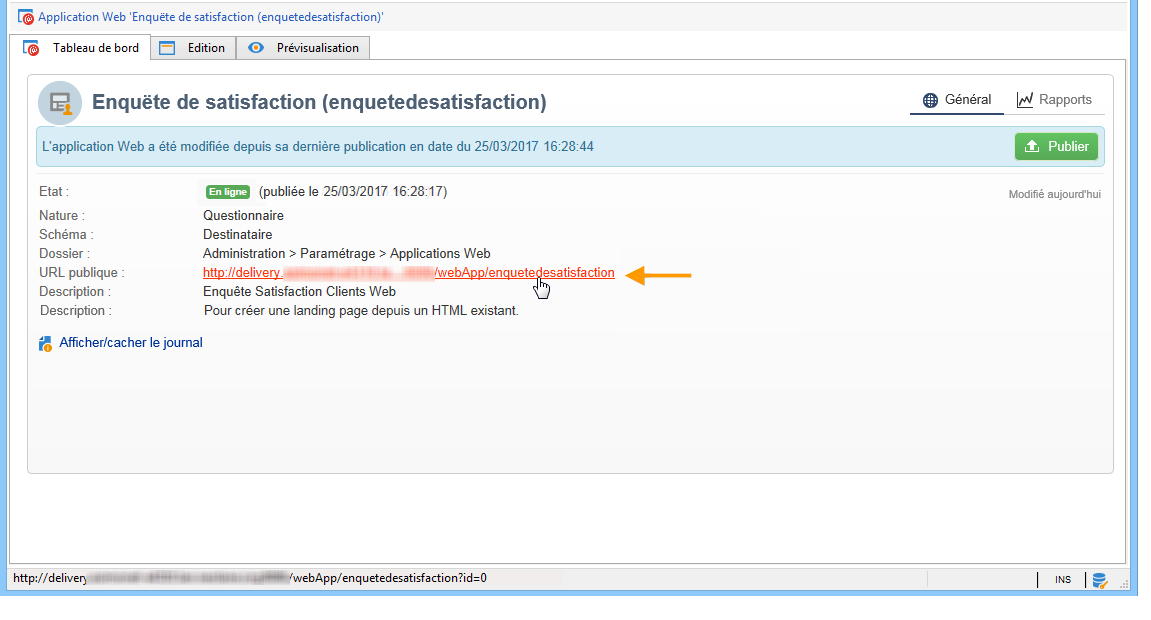 Application Web 'Enquëte de satisfaction (enquetedesatisfaction)'
Tableau de bord Edition Prévisualisation
Enquëte de satisfaction (enquetedesatisfaction) Général Rapports
L'application Web a été modifiée depuis sa dernière publication en date du 25/03/2017 16:28:44 Publier
Etat : En ligne (publiée le 25/03/2017 16:28:17) Modifié aujourd'hui
Nature : Questionnaire
Schéma : Destinataire
Dossier : Administration > Paramétrage > Applications Web
URL publique : http://delivery. /webApp/enquetedesatisfaction
Description : Enquête Satisfaction Clients Web
Description : Pour créer une landing page depuis un HTML existant.
Afficher/cacher le journal
http://delivery /webApp/enquetedesatisfaction?id=0 INS